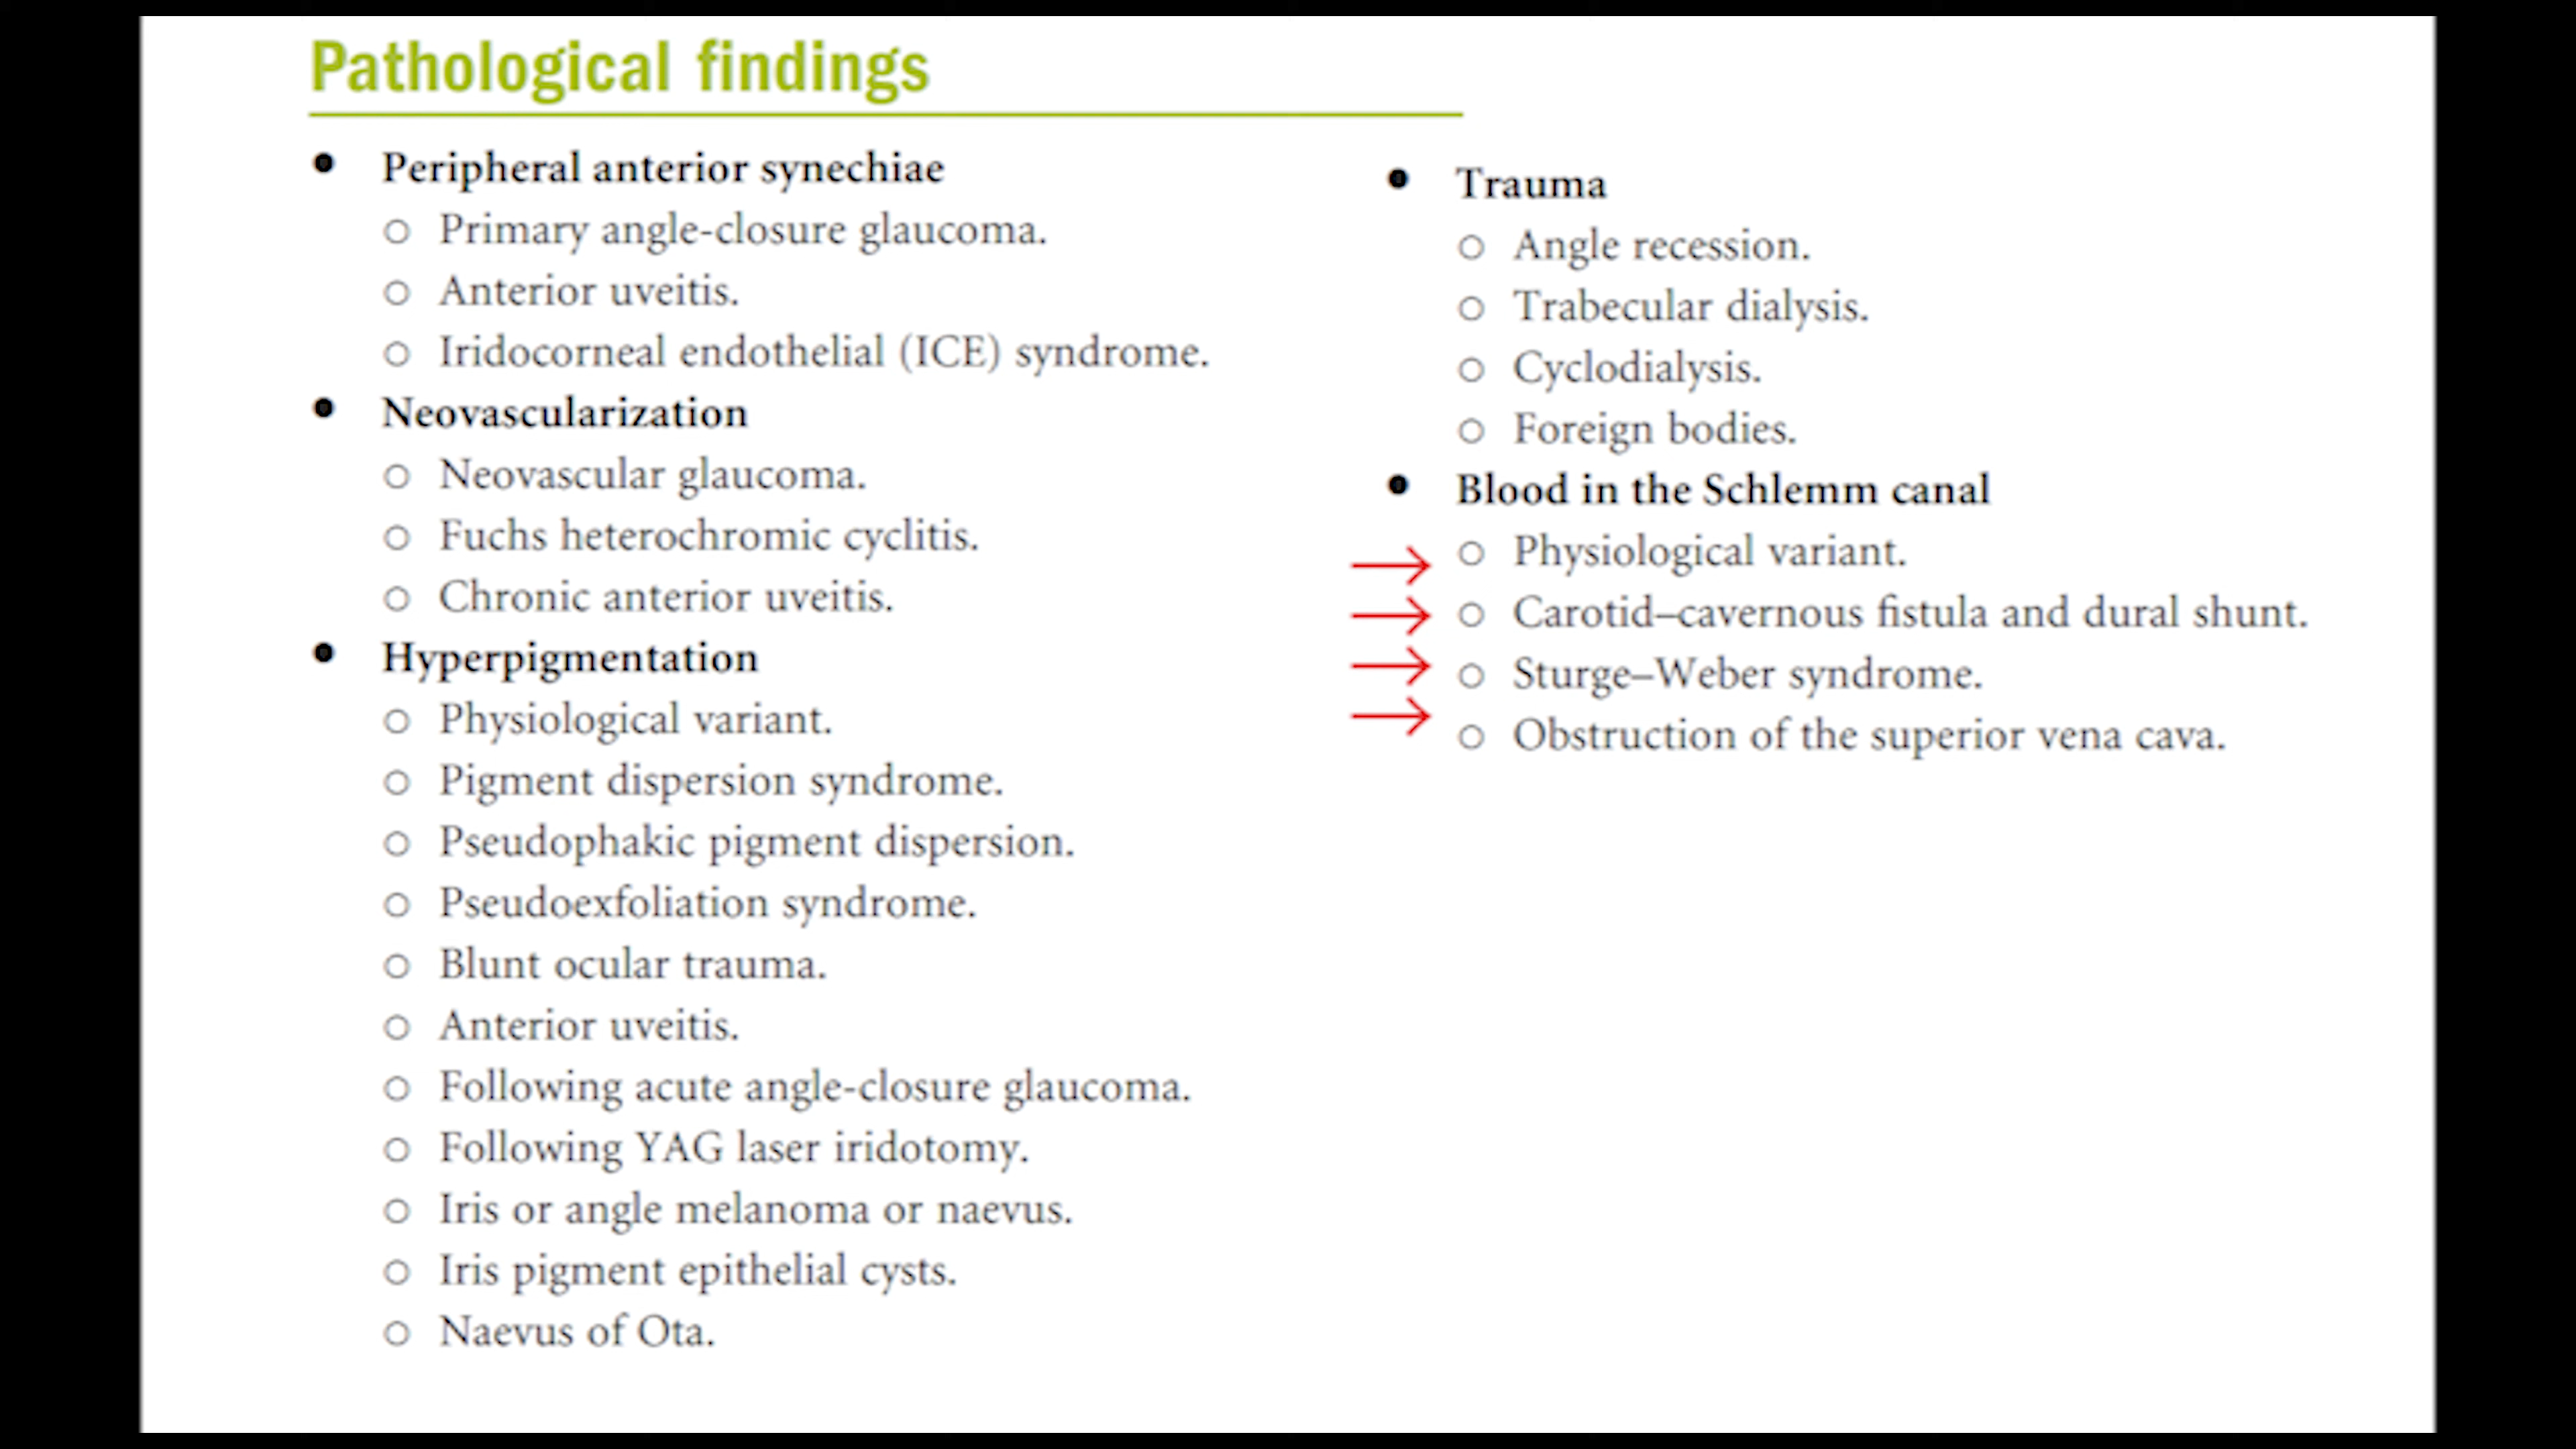 Pathological findings
• Peripheral anterior synechiae
○ Primary angle-closure glaucoma.
○ Anterior uveitis.
○ Iridocorneal endothelial (ICE) syndrome.
• Neovascularization
○ Neovascular glaucoma.
○ Fuchs heterochromic cyclitis.
○ Chronic anterior uveitis.
• Hyperpigmentation
○ Physiological variant.
○ Pigment dispersion syndrome.
○ Pseudophakic pigment dispersion.
○ Pseudoexfoliation syndrome.
○ Blunt ocular trauma.
○ Anterior uveitis.
○ Following acute angle-closure glaucoma.
○ Following YAG laser iridotomy.
○ Iris or angle melanoma or naevus.
○ Iris pigment epithelial cysts.
○ Naevus of Ota.
• Trauma
○ Angle recession.
○ Trabecular dialysis.
○ Cyclodialysis.
○ Foreign bodies.
• Blood in the Schlemm canal
○ Physiological variant.
○ Carotid–cavernous fistula and dural shunt.
○ Sturge–Weber syndrome.
○ Obstruction of the superior vena cava.